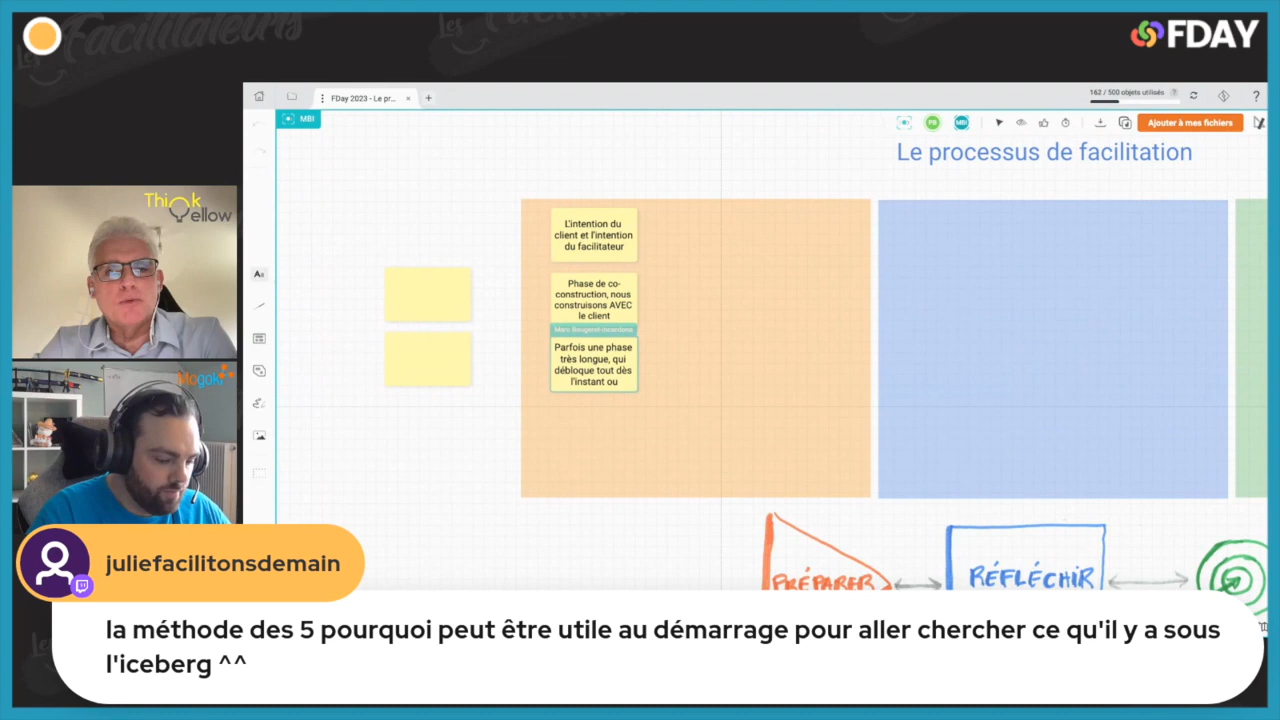 Les Facilitateurs
FDAY
FDay 2023 - Le pr...
162 / 500 objets utilisés
MBI
PB
MB
Ajouter à mes fichiers
Le processus de facilitation
Think
Yellow
L'intention du
client et l'intention
du facilitateur
Phase de co-
construction, nous
construisons AVEC
le client
Parfois une phase
très longue, qui
débloque tout dès
l'instant ou
Mogoki
PRÉPARER
RÉFLÉCHIR
juliefacilitonsdemain
la méthode des 5 pourquoi peut être utile au démarrage pour aller chercher ce qu'il y a sous
l'iceberg ^^